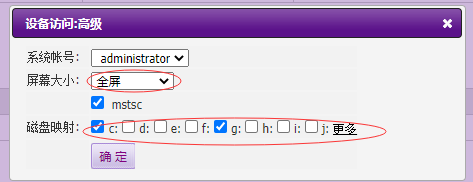 设备访问:高级
系统帐号: administrator
屏幕大小: 全屏
mstsc
磁盘映射: c: d: e: f: g: h: i: j: 更多
确 定